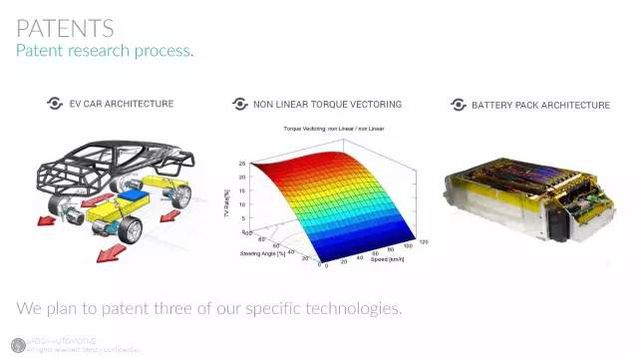 PATENTS
Patent research process.
EV CAR ARCHITECTURE
NON LINEAR TORQUE VECTORING
BATTERY PACK ARCHITECTURE
Torque Vectoring: non Linear / non Linear
25
20
15
10
5
TV Rate[%]
100
80
60
40
20
0
Steering Angle [%]
0
20
40
60
80
100
120
Speed [km/h]
We plan to patent three of our specific technologies.
AUTOMOTIVE
All rights reserved. Strictly confidential.